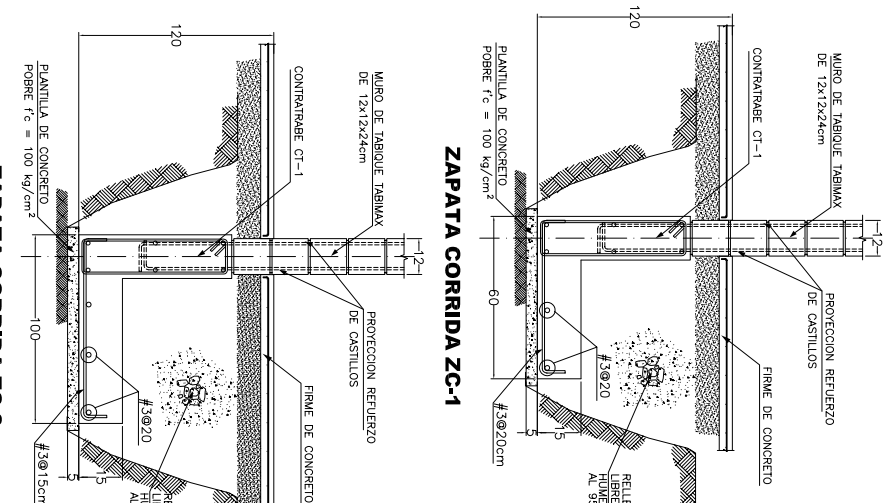 120
MURO DE TABIQUE TABIMAX
DE 12x12x24cm
12
CONTRATRABE CT-1
PROYECCION REFUERZO
DE CASTILLOS
FIRME DE CONCRETO
PLANTILLA DE CONCRETO
POBRE f'c = 100 kg/cm²
60
#3@20
#3@20cm
5
AL
ZAPATA CORRIDA ZC-1
120
MURO DE TABIQUE TABIMAX
DE 12x12x24cm
12
CONTRATRABE CT-1
PROYECCION REFUERZO
DE CASTILLOS
FIRME DE CONCRETO
PLANTILLA DE CONCRETO
POBRE f'c = 100 kg/cm²
100
#3@20
#3@15cm
5
15